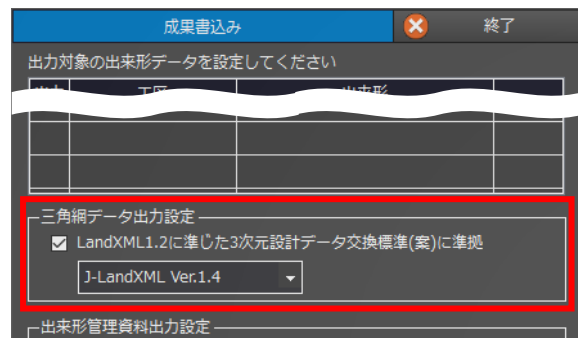 成果書込み
終了
出力対象の出来形データを設定してください
三角網データ出力設定
LandXML1.2に準じた3次元設計データ交換標準(案)に準拠
J-LandXML Ver.1.4
出来形管理資料出力設定